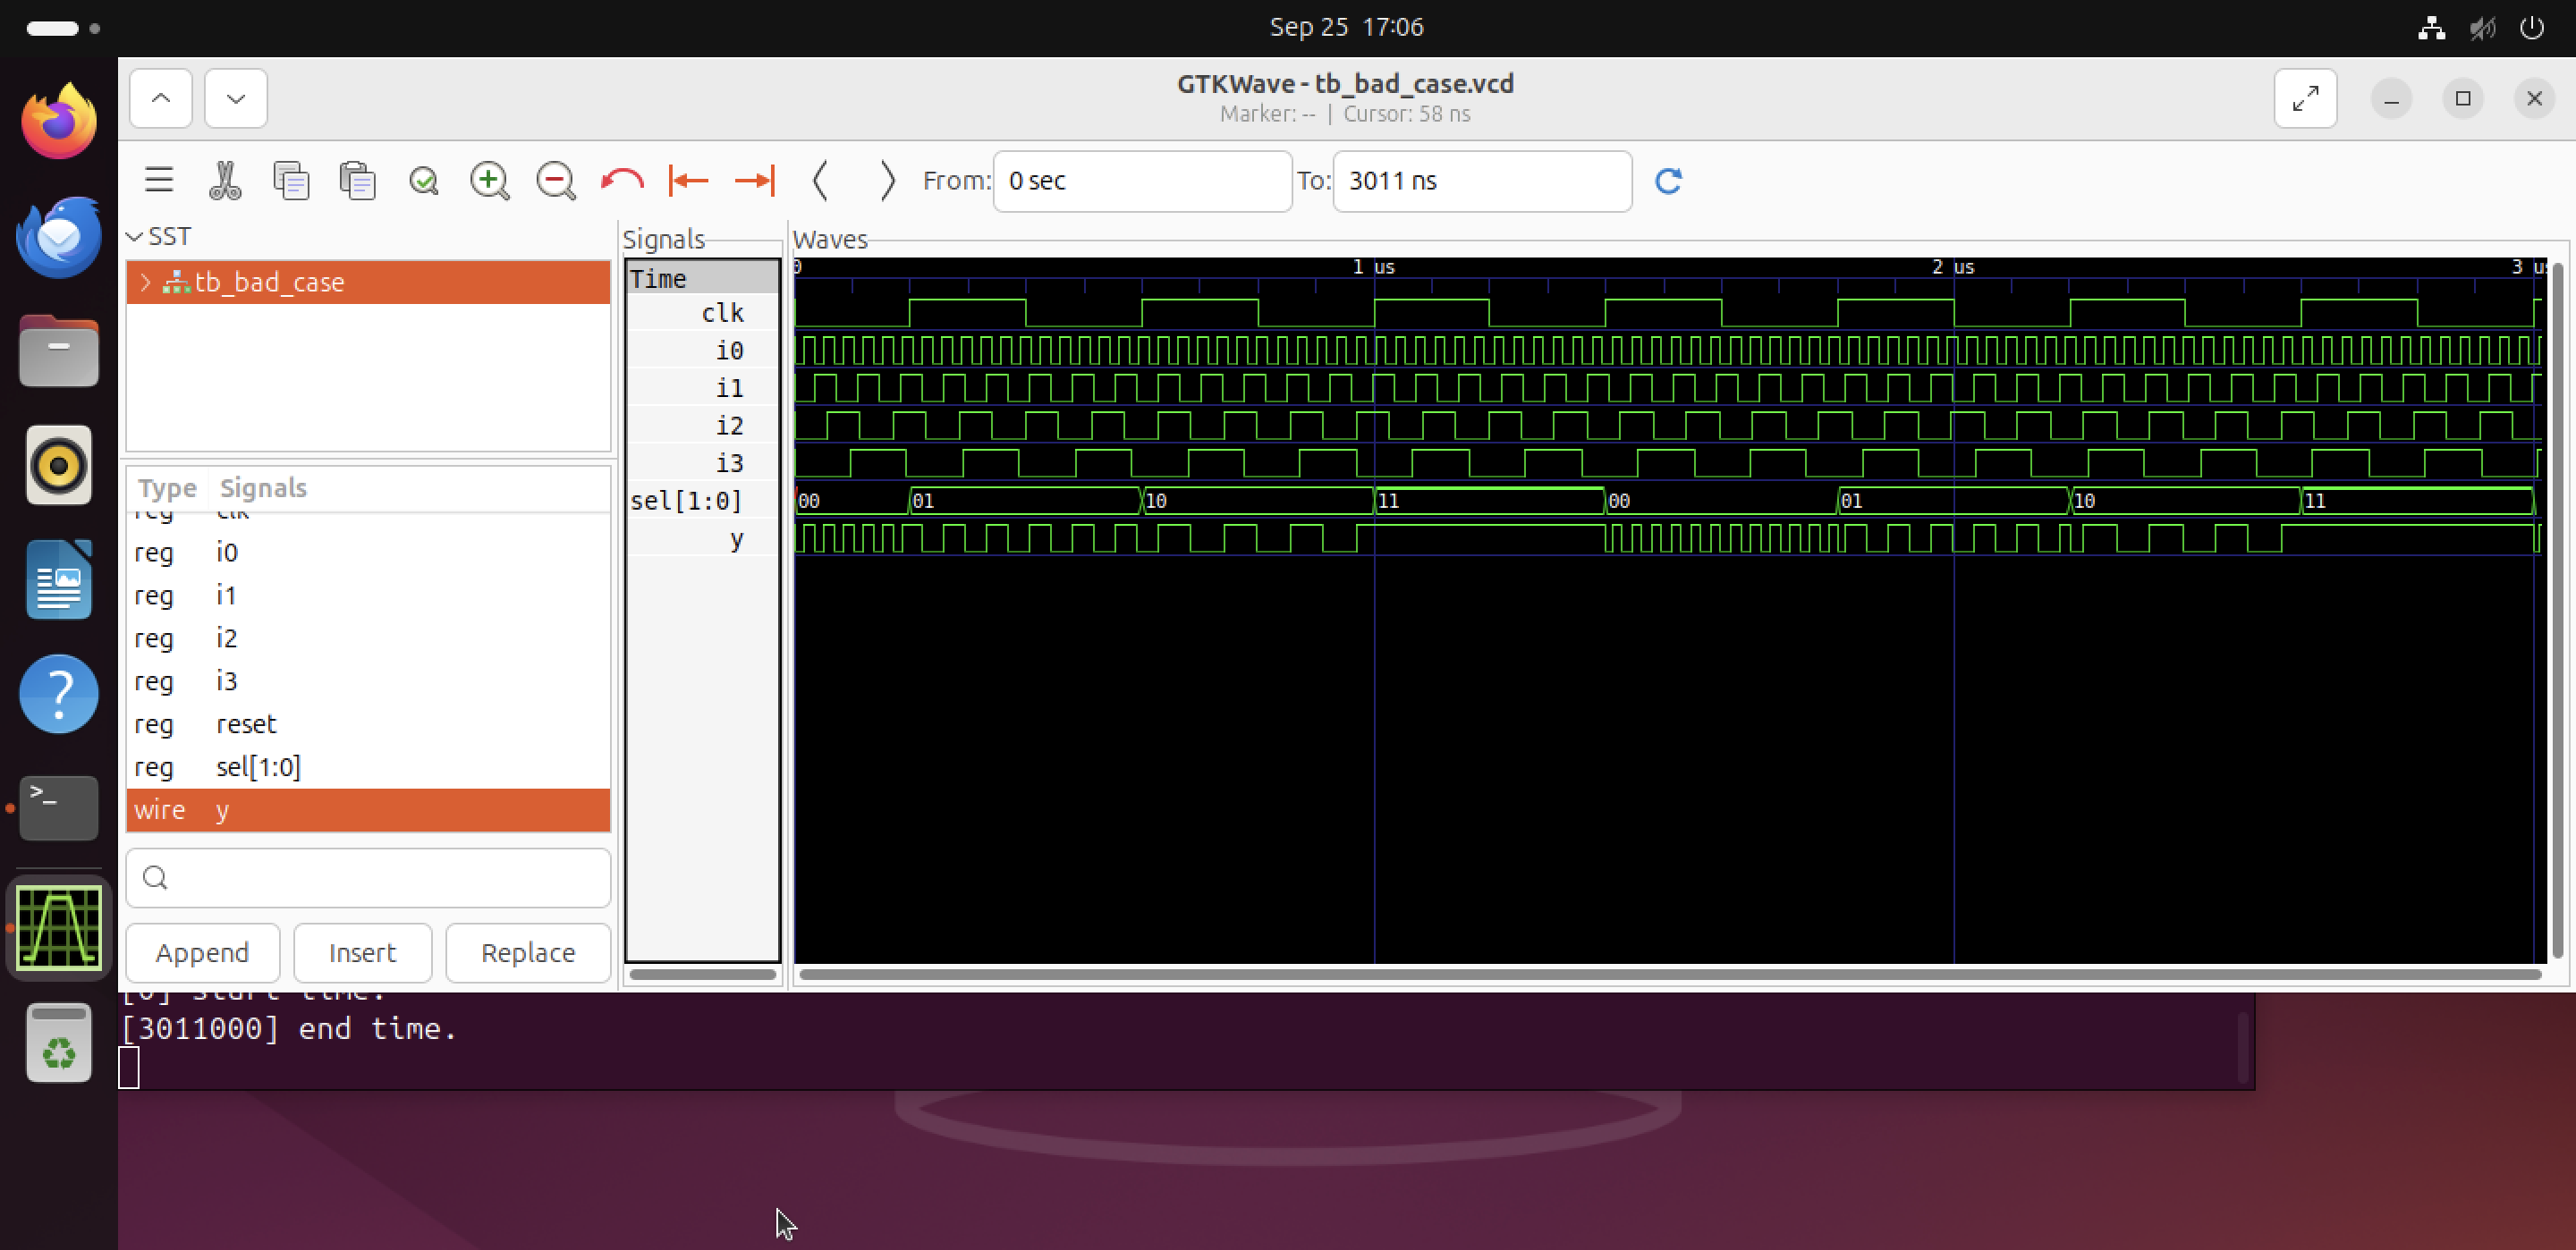 Sep 25 17:06
GTKWave - tb_bad_case.vcd
Marker: -- | Cursor: 58 ns
From: 0 sec To: 3011 ns
SST
tb_bad_case
Type Signals
reg clk
reg i0
reg i1
reg i2
reg i3
reg reset
reg sel[1:0]
wire y
Append Insert Replace
Signals
Time
clk
i0
i1
i2
i3
sel[1:0]
y
Waves
0 1 us 2 us 3 us
00 01 10 11 00 01 10 11
[0] start time.
[3011000] end time.
>_
?